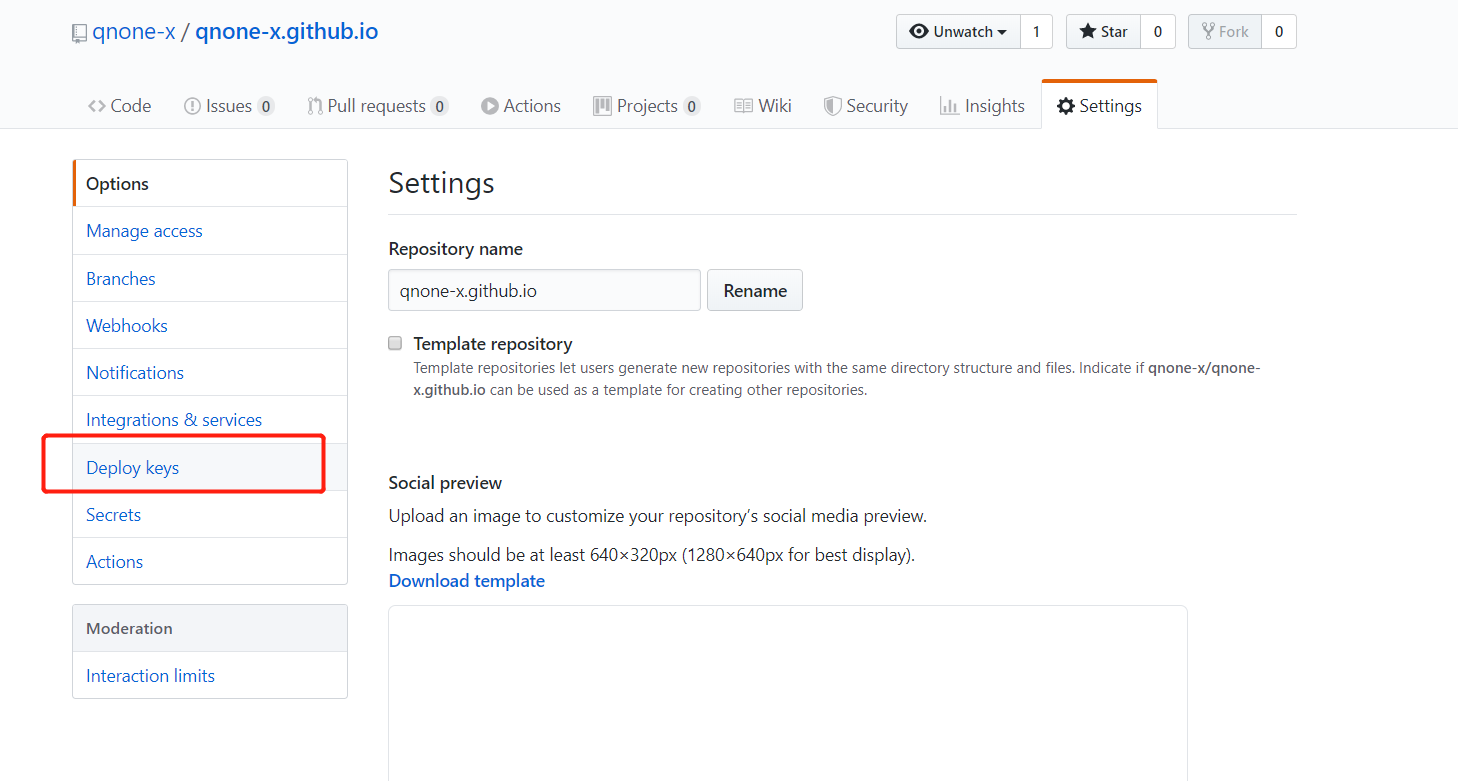 qnone-x / qnone-x.github.io
Unwatch 1 Star 0 Fork 0
Code Issues 0 Pull requests 0 Actions Projects 0 Wiki Security Insights Settings
Options
Manage access
Branches
Webhooks
Notifications
Integrations & services
Deploy keys
Secrets
Actions
Moderation
Interaction limits
Settings
Repository name
qnone-x.github.io Rename
Template repository
Template repositories let users generate new repositories with the same directory structure and files. Indicate if qnone-x/qnone-
x.github.io can be used as a template for creating other repositories.
Social preview
Upload an image to customize your repository’s social media preview.
Images should be at least 640×320px (1280×640px for best display).
Download template